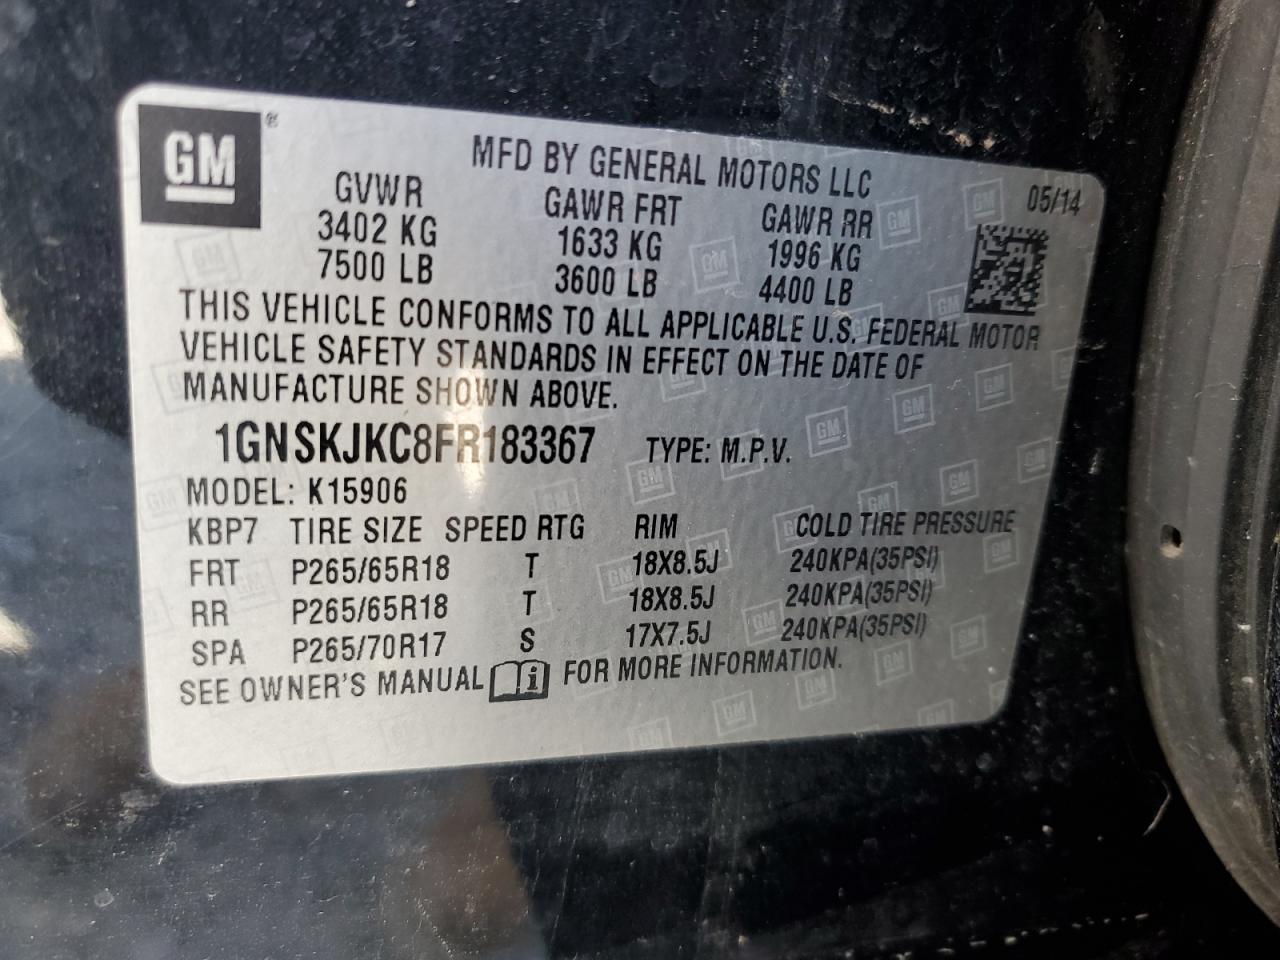 GM®
MFD BY GENERAL MOTORS LLC
05/14
GVWR GAWR FRT GAWR RR
3402 KG 1633 KG 1996 KG
7500 LB 3600 LB 4400 LB
THIS VEHICLE CONFORMS TO ALL APPLICABLE U.S. FEDERAL MOTOR
VEHICLE SAFETY STANDARDS IN EFFECT ON THE DATE OF
MANUFACTURE SHOWN ABOVE.
1GNSKJKC8FR183367 TYPE: M.P.V.
MODEL: K15906
KBP7 TIRE SIZE SPEED RTG RIM COLD TIRE PRESSURE
FRT P265/65R18 T 18X8.5J 240KPA(35PSI)
RR P265/65R18 T 18X8.5J 240KPA(35PSI)
SPA P265/70R17 S 17X7.5J 240KPA(35PSI)
SEE OWNER'S MANUAL i FOR MORE INFORMATION.